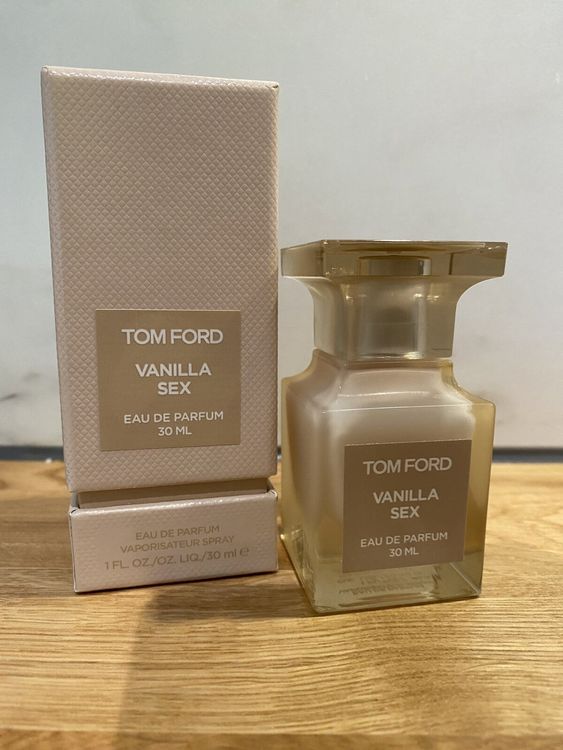 TOM FORD
VANILLA
SEX
EAU DE PARFUM
30 ML
EAU DE PARFUM
VAPORISATEUR SPRAY
1 FL. OZ./OZ. LIQ./30 ml ℮
TOM FORD
VANILLA
SEX
EAU DE PARFUM
30 ML